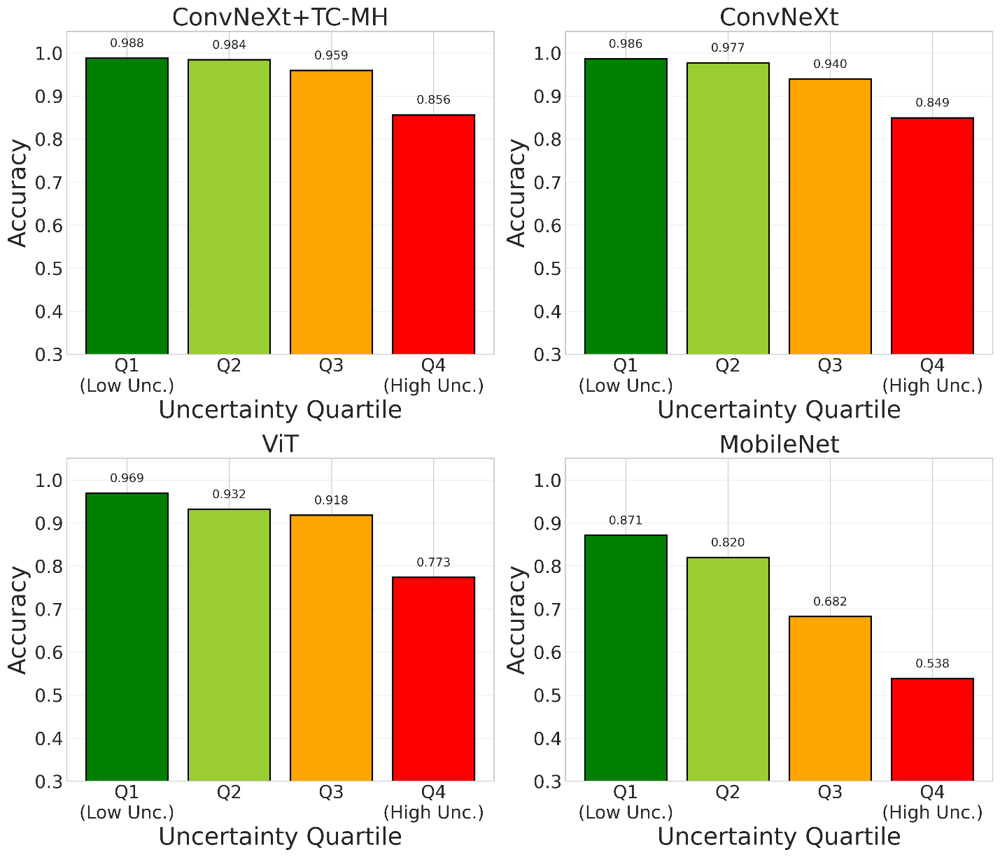 ConvNeXt+TC-MH
0.988
0.984
0.959
0.856
1.0
0.9
0.8
0.7
0.6
0.5
0.4
0.3
Accuracy
Q1 Q2 Q3 Q4
(Low Unc.) (High Unc.)
Uncertainty Quartile
ConvNeXt
0.986
0.977
0.940
0.849
1.0
0.9
0.8
0.7
0.6
0.5
0.4
0.3
Accuracy
Q1 Q2 Q3 Q4
(Low Unc.) (High Unc.)
Uncertainty Quartile
ViT
0.969
0.932
0.918
0.773
1.0
0.9
0.8
0.7
0.6
0.5
0.4
0.3
Accuracy
Q1 Q2 Q3 Q4
(Low Unc.) (High Unc.)
Uncertainty Quartile
MobileNet
0.871
0.820
0.682
0.538
1.0
0.9
0.8
0.7
0.6
0.5
0.4
0.3
Accuracy
Q1 Q2 Q3 Q4
(Low Unc.) (High Unc.)
Uncertainty Quartile